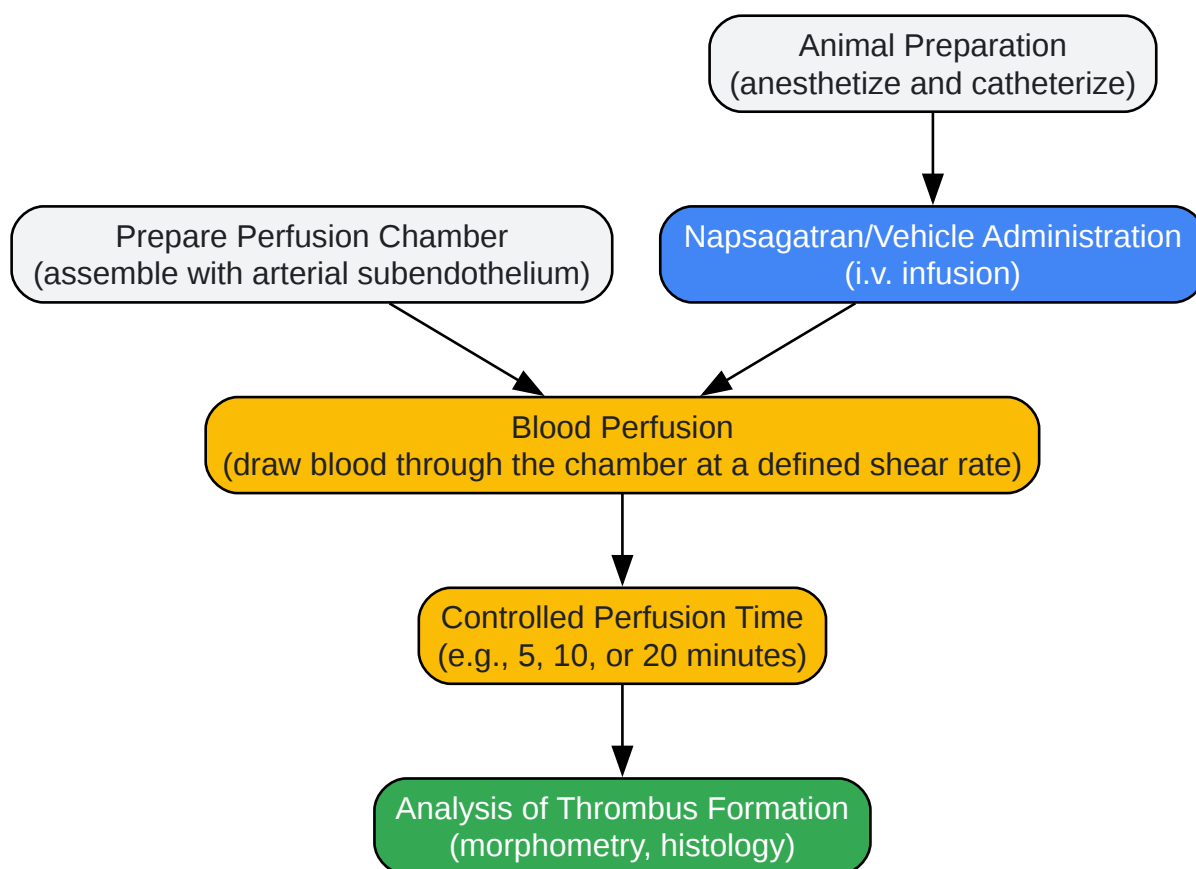 Animal Preparation
(anesthetize and catheterize)
Prepare Perfusion Chamber
(assemble with arterial subendothelium)
Napsagatran/Vehicle Administration
(i.v. infusion)
Blood Perfusion
(draw blood through the chamber at a defined shear rate)
Controlled Perfusion Time
(e.g., 5, 10, or 20 minutes)
Analysis of Thrombus Formation
(morphometry, histology)